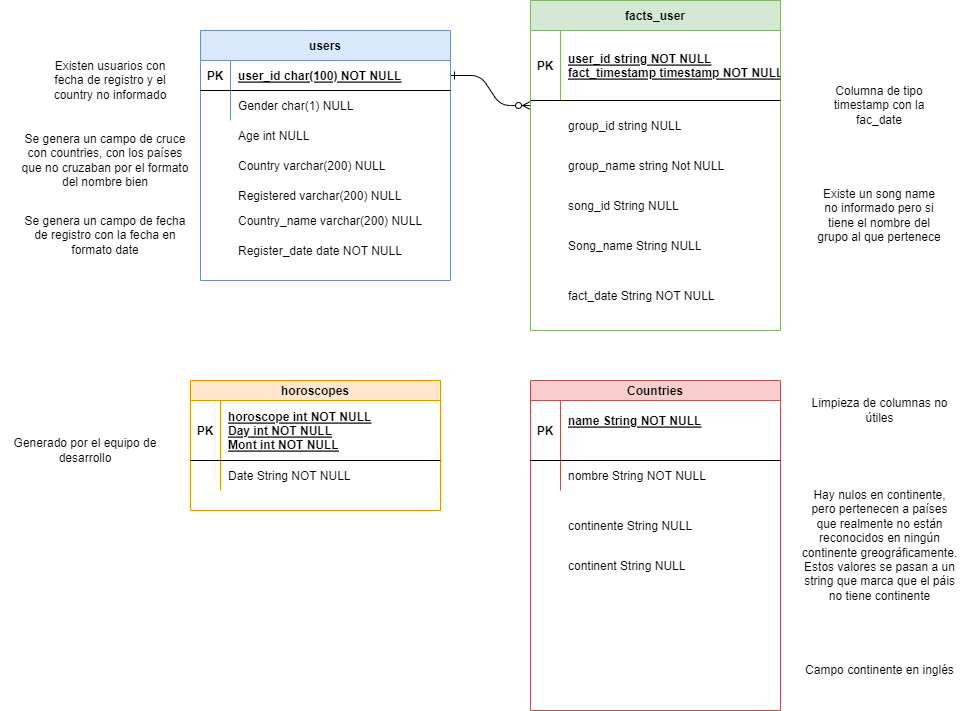 Existen usuarios con
fecha de registro y el
country no informado
Se genera un campo de cruce
con countries, con los países
que no cruzaban por el formato
del nombre bien
Se genera un campo de fecha
de registro con la fecha en
formato date
users
PK
user_id char(100) NOT NULL
Gender char(1) NULL
Age int NULL
Country varchar(200) NULL
Registered varchar(200) NULL
Country_name varchar(200) NULL
Register_date date NOT NULL
facts_user
PK
user_id string NOT NULL
fact_timestamp timestamp NOT NULL
group_id string NULL
group_name string Not NULL
song_id String NULL
Song_name String NULL
fact_date String NOT NULL
Columna de tipo
timestamp con la
fac_date
Existe un song name
no informado pero si
tiene el nombre del
grupo al que pertenece
Generado por el equipo de
desarrollo
horoscopes
PK
horoscope int NOT NULL
Day int NOT NULL
Mont int NOT NULL
Date String NOT NULL
Countries
PK
name String NOT NULL
nombre String NOT NULL
continente String NULL
continent String NULL
Limpieza de columnas no
útiles
Hay nulos en continente,
pero pertenecen a países
que realmente no están
reconocidos en ningún
continente greográficamente.
Estos valores se pasan a un
string que marca que el páis
no tiene continente
Campo continente en inglés